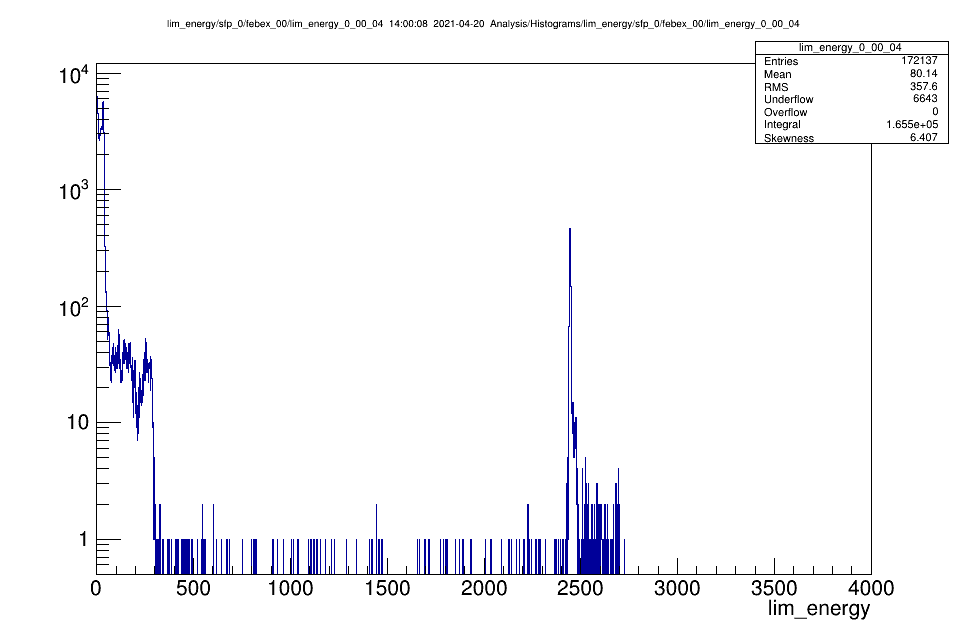 lim_energy/sfp_0/febex_00/lim_energy_0_00_04 14:00:08 2021-04-20 Analysis/Histograms/lim_energy/sfp_0/febex_00/lim_energy_0_00_04
lim_energy_0_00_04
Entries 172137
Mean 80.14
RMS 357.6
Underflow 6643
Overflow 0
Integral 1.655e+05
Skewness 6.407
10^4
10^3
10^2
10
1
0 500 1000 1500 2000 2500 3000 3500 4000
lim_energy